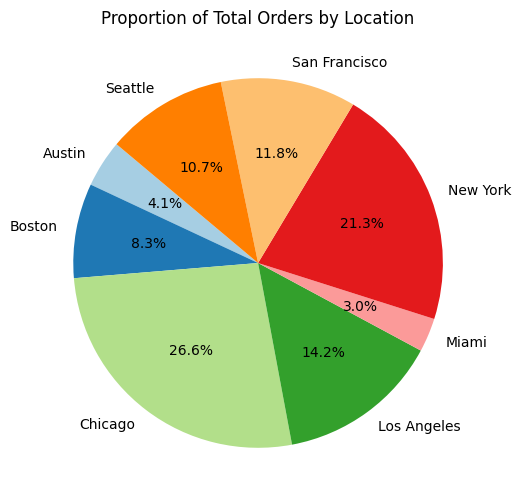 Proportion of Total Orders by Location
San Francisco
Seattle
11.8%
10.7%
Austin
4.1%
New York
21.3%
Boston
8.3%
3.0%
Miami
26.6%
14.2%
Chicago
Los Angeles